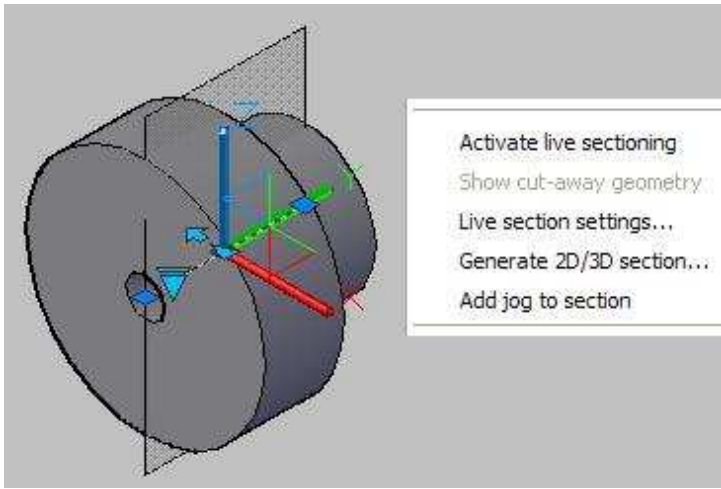 Activate live sectioning
Show cut-away geometry
Live section settings...
Generate 2D/3D section...
Add jog to section